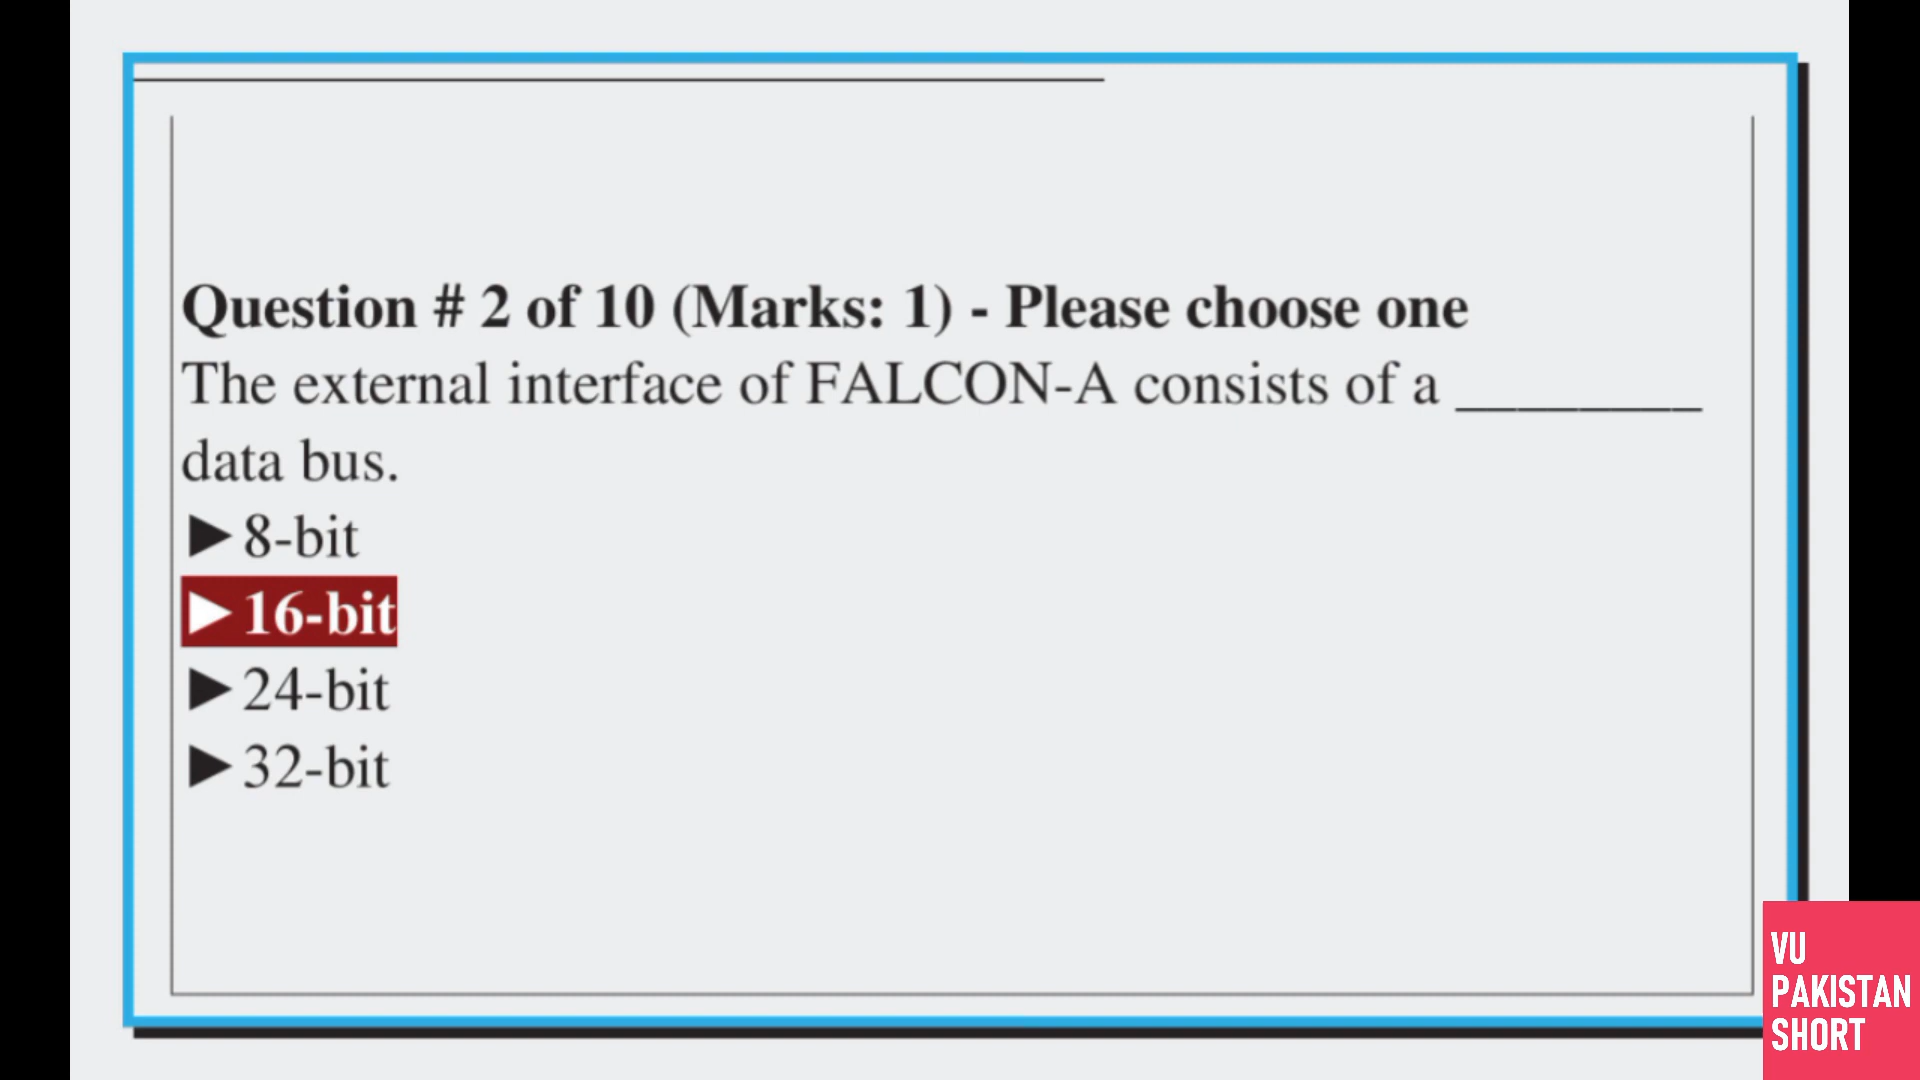 Question # 2 of 10 (Marks: 1) - Please choose one
The external interface of FALCON-A consists of a ________
data bus.
►8-bit
►16-bit
►24-bit
►32-bit
VU
PAKISTAN
SHORT